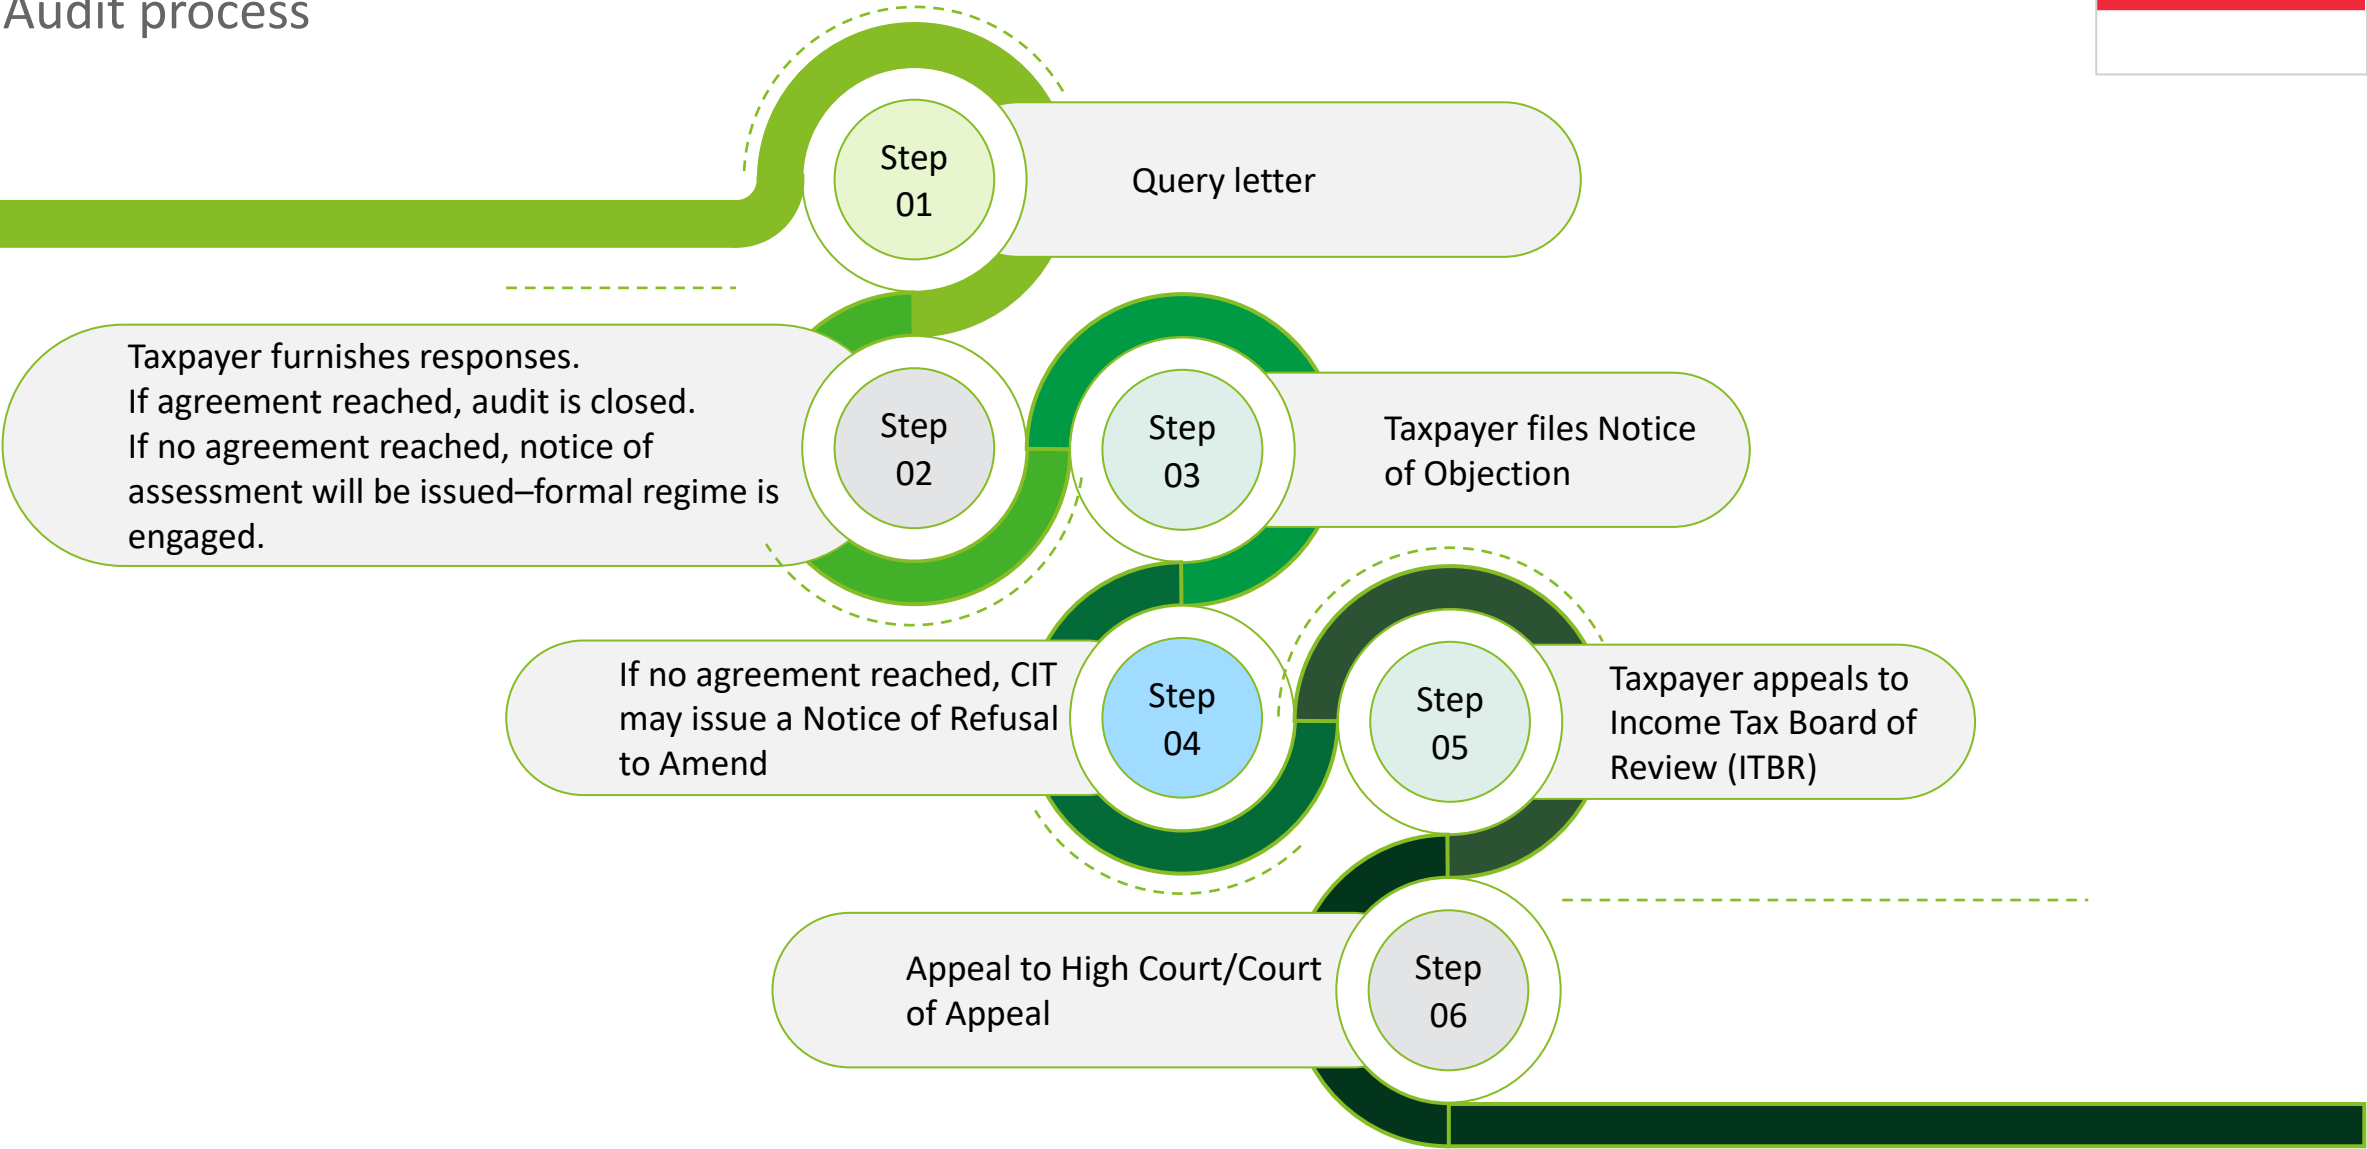 Audit process
Step
01
Query letter
Taxpayer furnishes responses.
If agreement reached, audit is closed.
If no agreement reached, notice of
assessment will be issued–formal regime is
engaged.
Step
02
Step
03
Taxpayer files Notice
of Objection
If no agreement reached, CIT
may issue a Notice of Refusal
to Amend
Step
04
Step
05
Taxpayer appeals to
Income Tax Board of
Review (ITBR)
Appeal to High Court/Court
of Appeal
Step
06